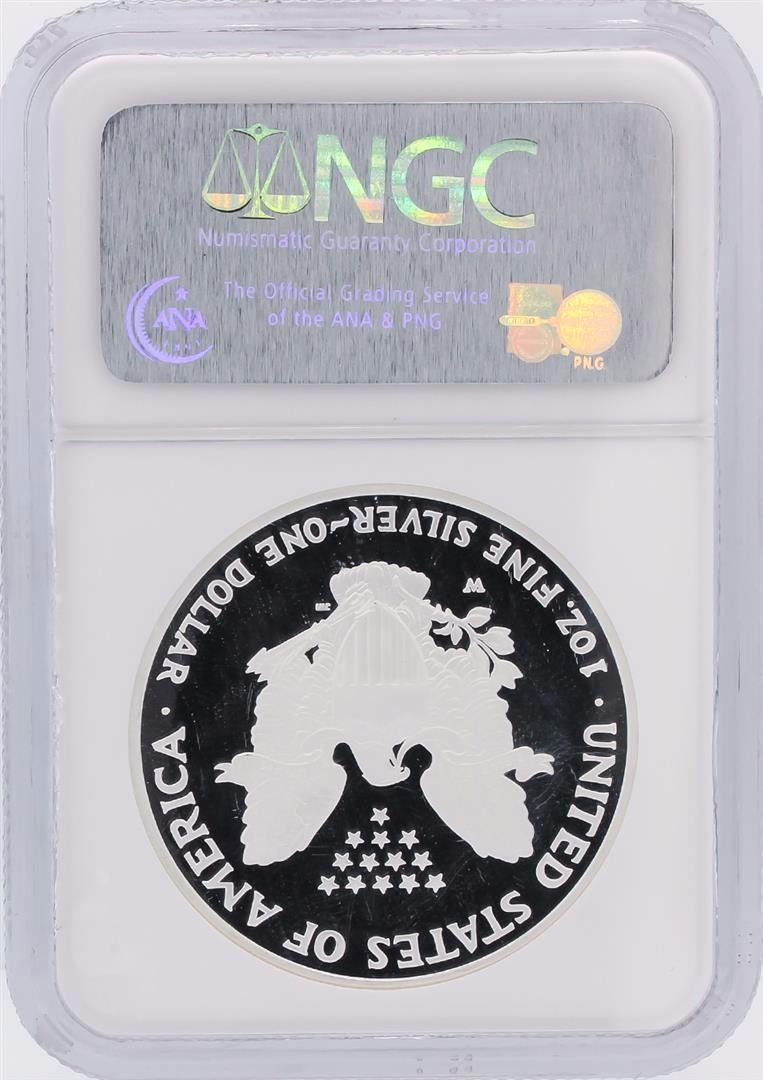 NGC
Numismatic Guaranty Corporation
The Official Grading Service
of the ANA & PNG
ANA
P.N.G.
UNITED STATES OF AMERICA
1 OZ. FINE SILVER~ONE DOLLAR
W